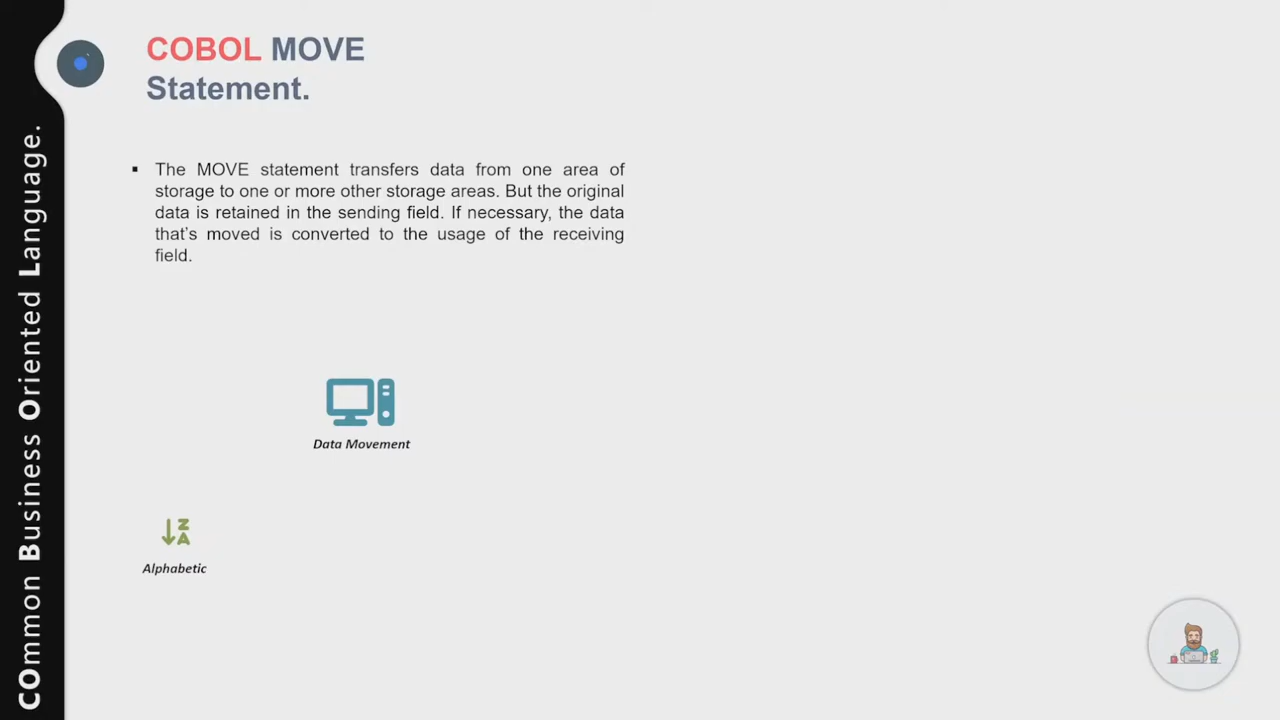 COBOL MOVE
Statement.
▪ The MOVE statement transfers data from one area of
storage to one or more other storage areas. But the original
data is retained in the sending field. If necessary, the data
that's moved is converted to the usage of the receiving
field.
Data Movement
Z
A
Alphabetic
COmmon Business Oriented Language.